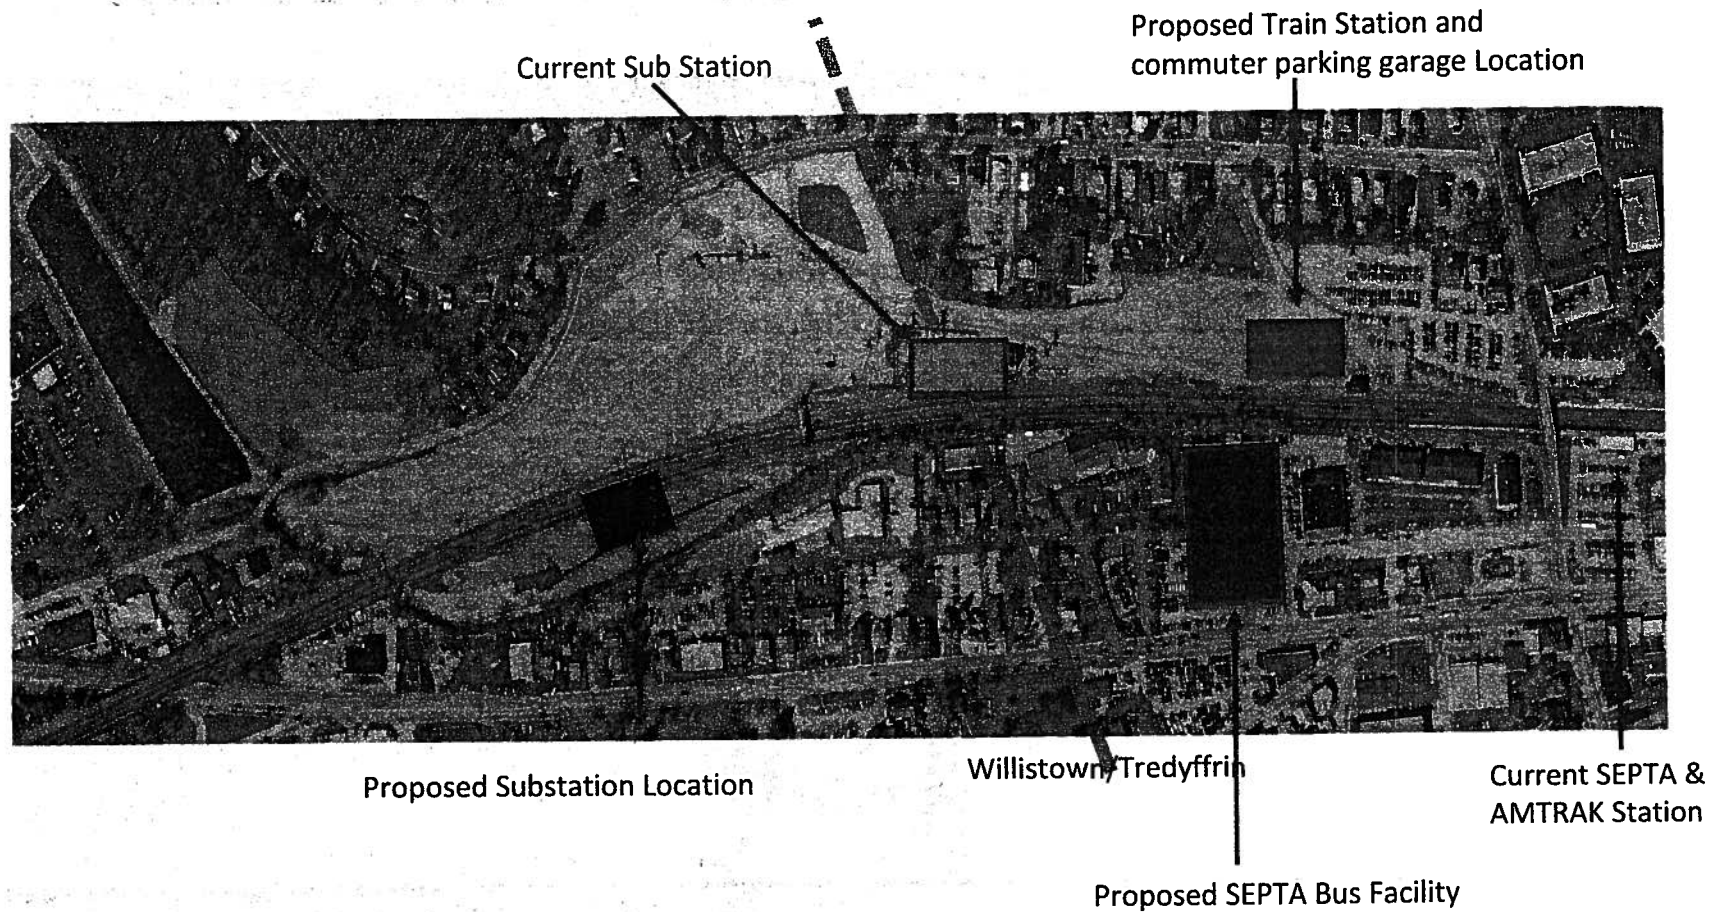 Proposed Train Station and
commuter parking garage Location
Current Sub Station
Willistown/Tredyffrin
Proposed Substation Location
Current SEPTA &
AMTRAK Station
Proposed SEPTA Bus Facility